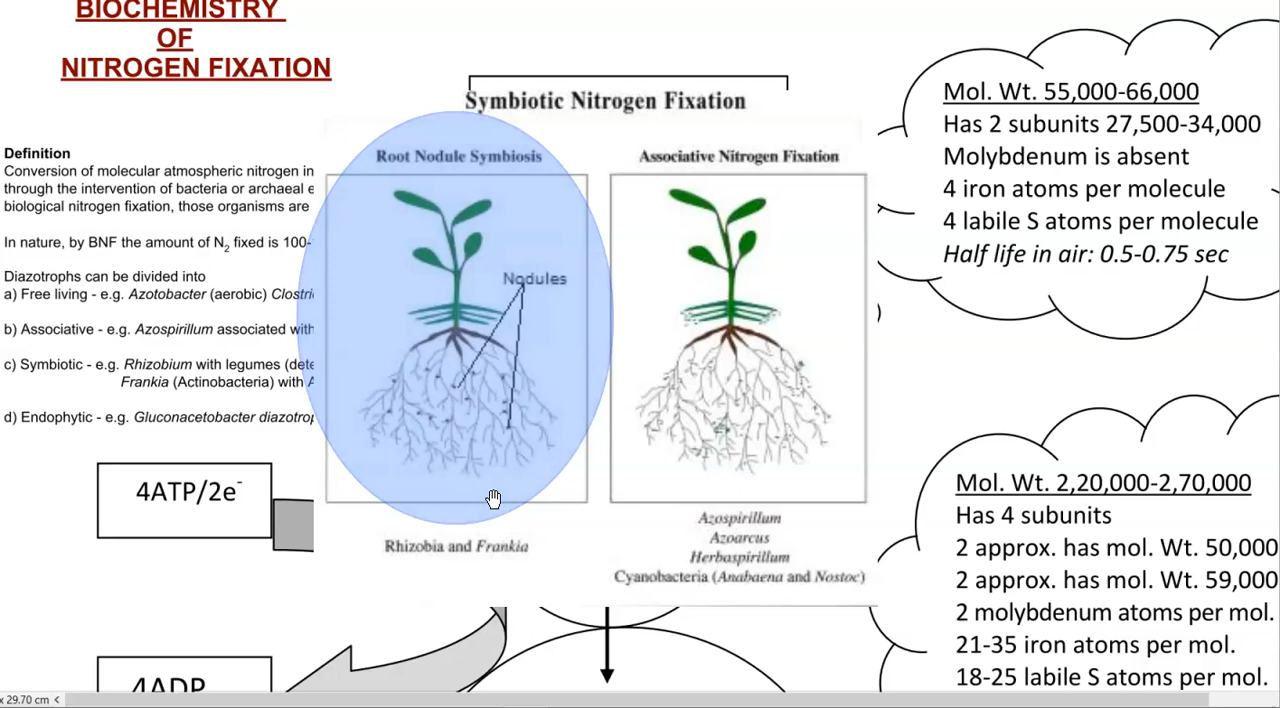 BIOCHEMISTRY
OF
NITROGEN FIXATION
Definition
Conversion of molecular atmospheric nitrogen in
through the intervention of bacteria or archaeal e
biological nitrogen fixation, those organisms are
In nature, by BNF the amount of N2 fixed is 100-
Diazotrophs can be divided into
a) Free living - e.g. Azotobacter (aerobic) Clostri
b) Associative - e.g. Azospirillum associated with
c) Symbiotic - e.g. Rhizobium with legumes (dete
Frankia (Actinobacteria) with A
d) Endophytic - e.g. Gluconacetobacter diazotrop
4ATP/2e-
4ADP
Symbiotic Nitrogen Fixation
Root Nodule Symbiosis
Nodules
Rhizobia and Frankia
Associative Nitrogen Fixation
Azospirillum
Azoarcus
Herbaspirillum
Cyanobacteria (Anabaena and Nostoc)
Mol. Wt. 55,000-66,000
Has 2 subunits 27,500-34,000
Molybdenum is absent
4 iron atoms per molecule
4 labile S atoms per molecule
Half life in air: 0.5-0.75 sec
Mol. Wt. 2,20,000-2,70,000
Has 4 subunits
2 approx. has mol. Wt. 50,000
2 approx. has mol. Wt. 59,000
2 molybdenum atoms per mol.
21-35 iron atoms per mol.
18-25 labile S atoms per mol.
x 29.70 cm <